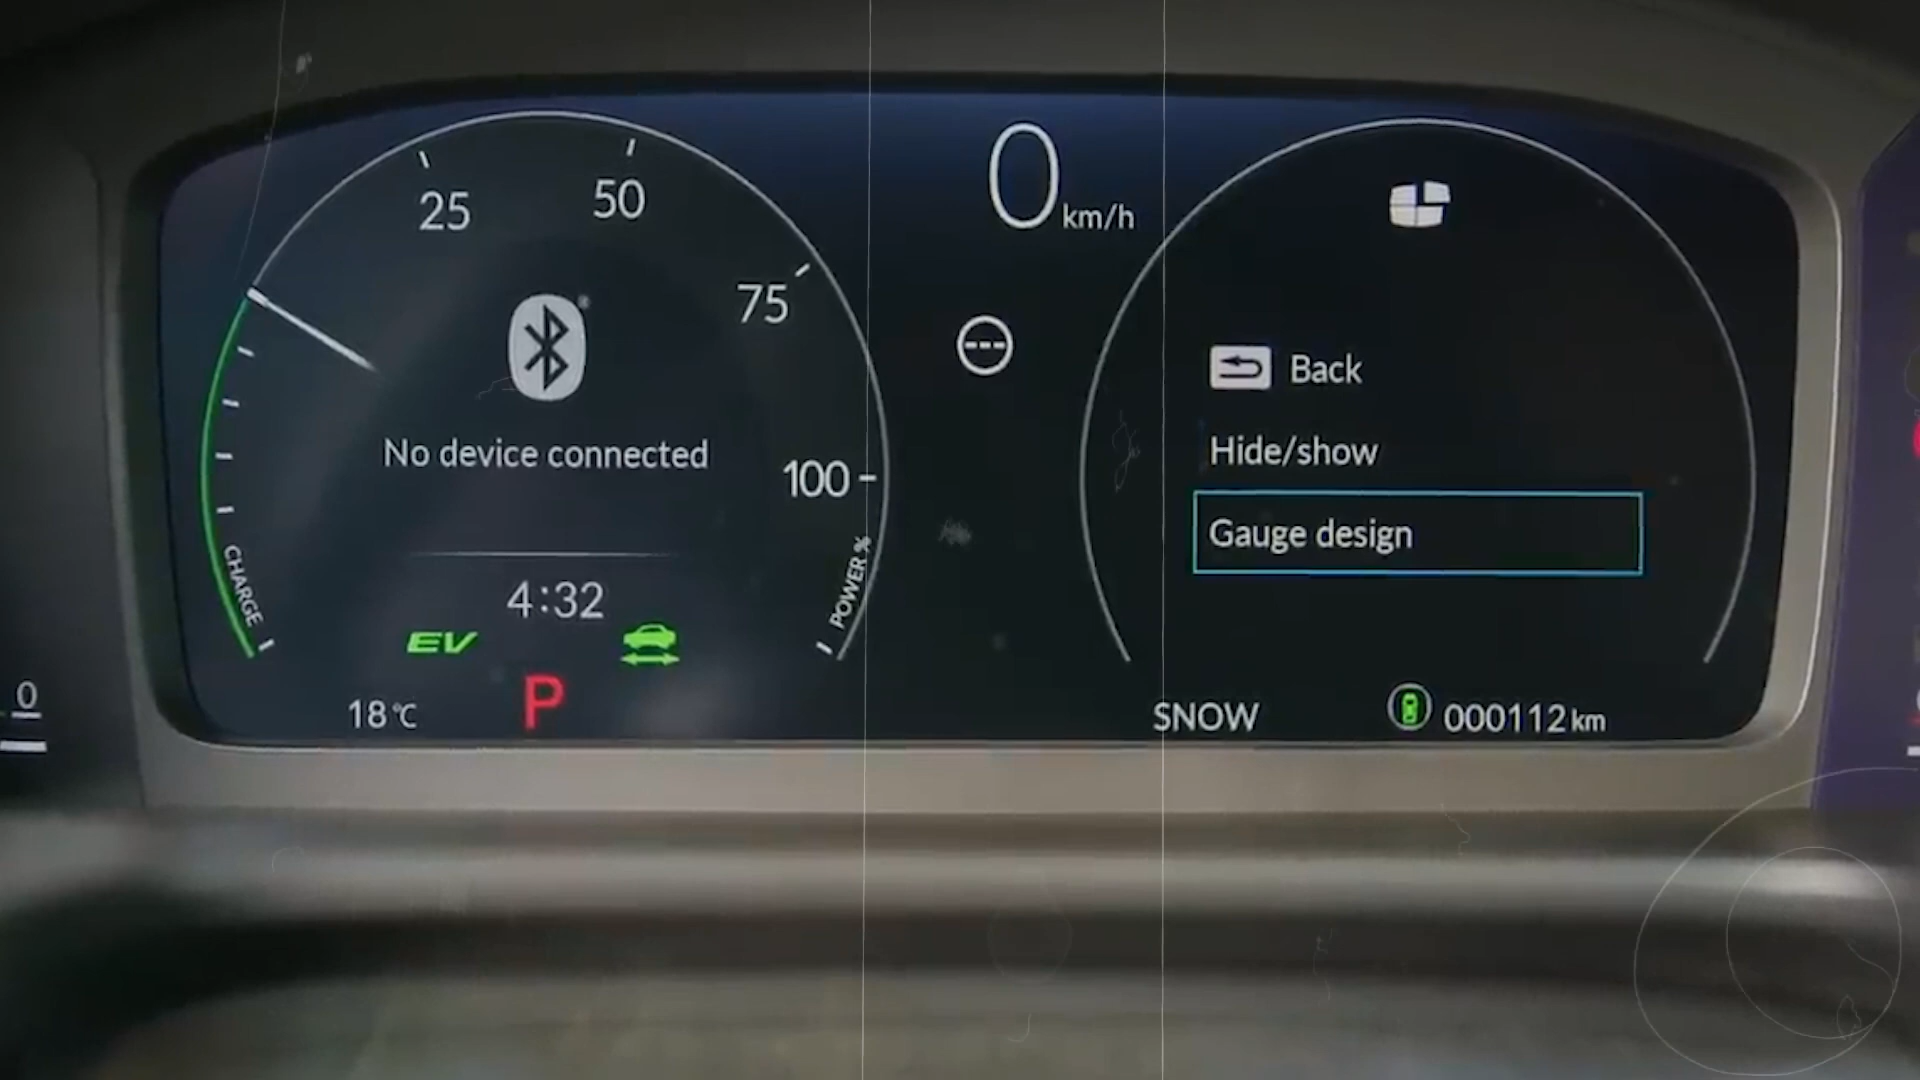 25
50
75
100
0 km/h
No device connected
CHARGE
POWER %
4:32
EV
18°C
P
Back
Hide/show
Gauge design
SNOW
000112 km
0